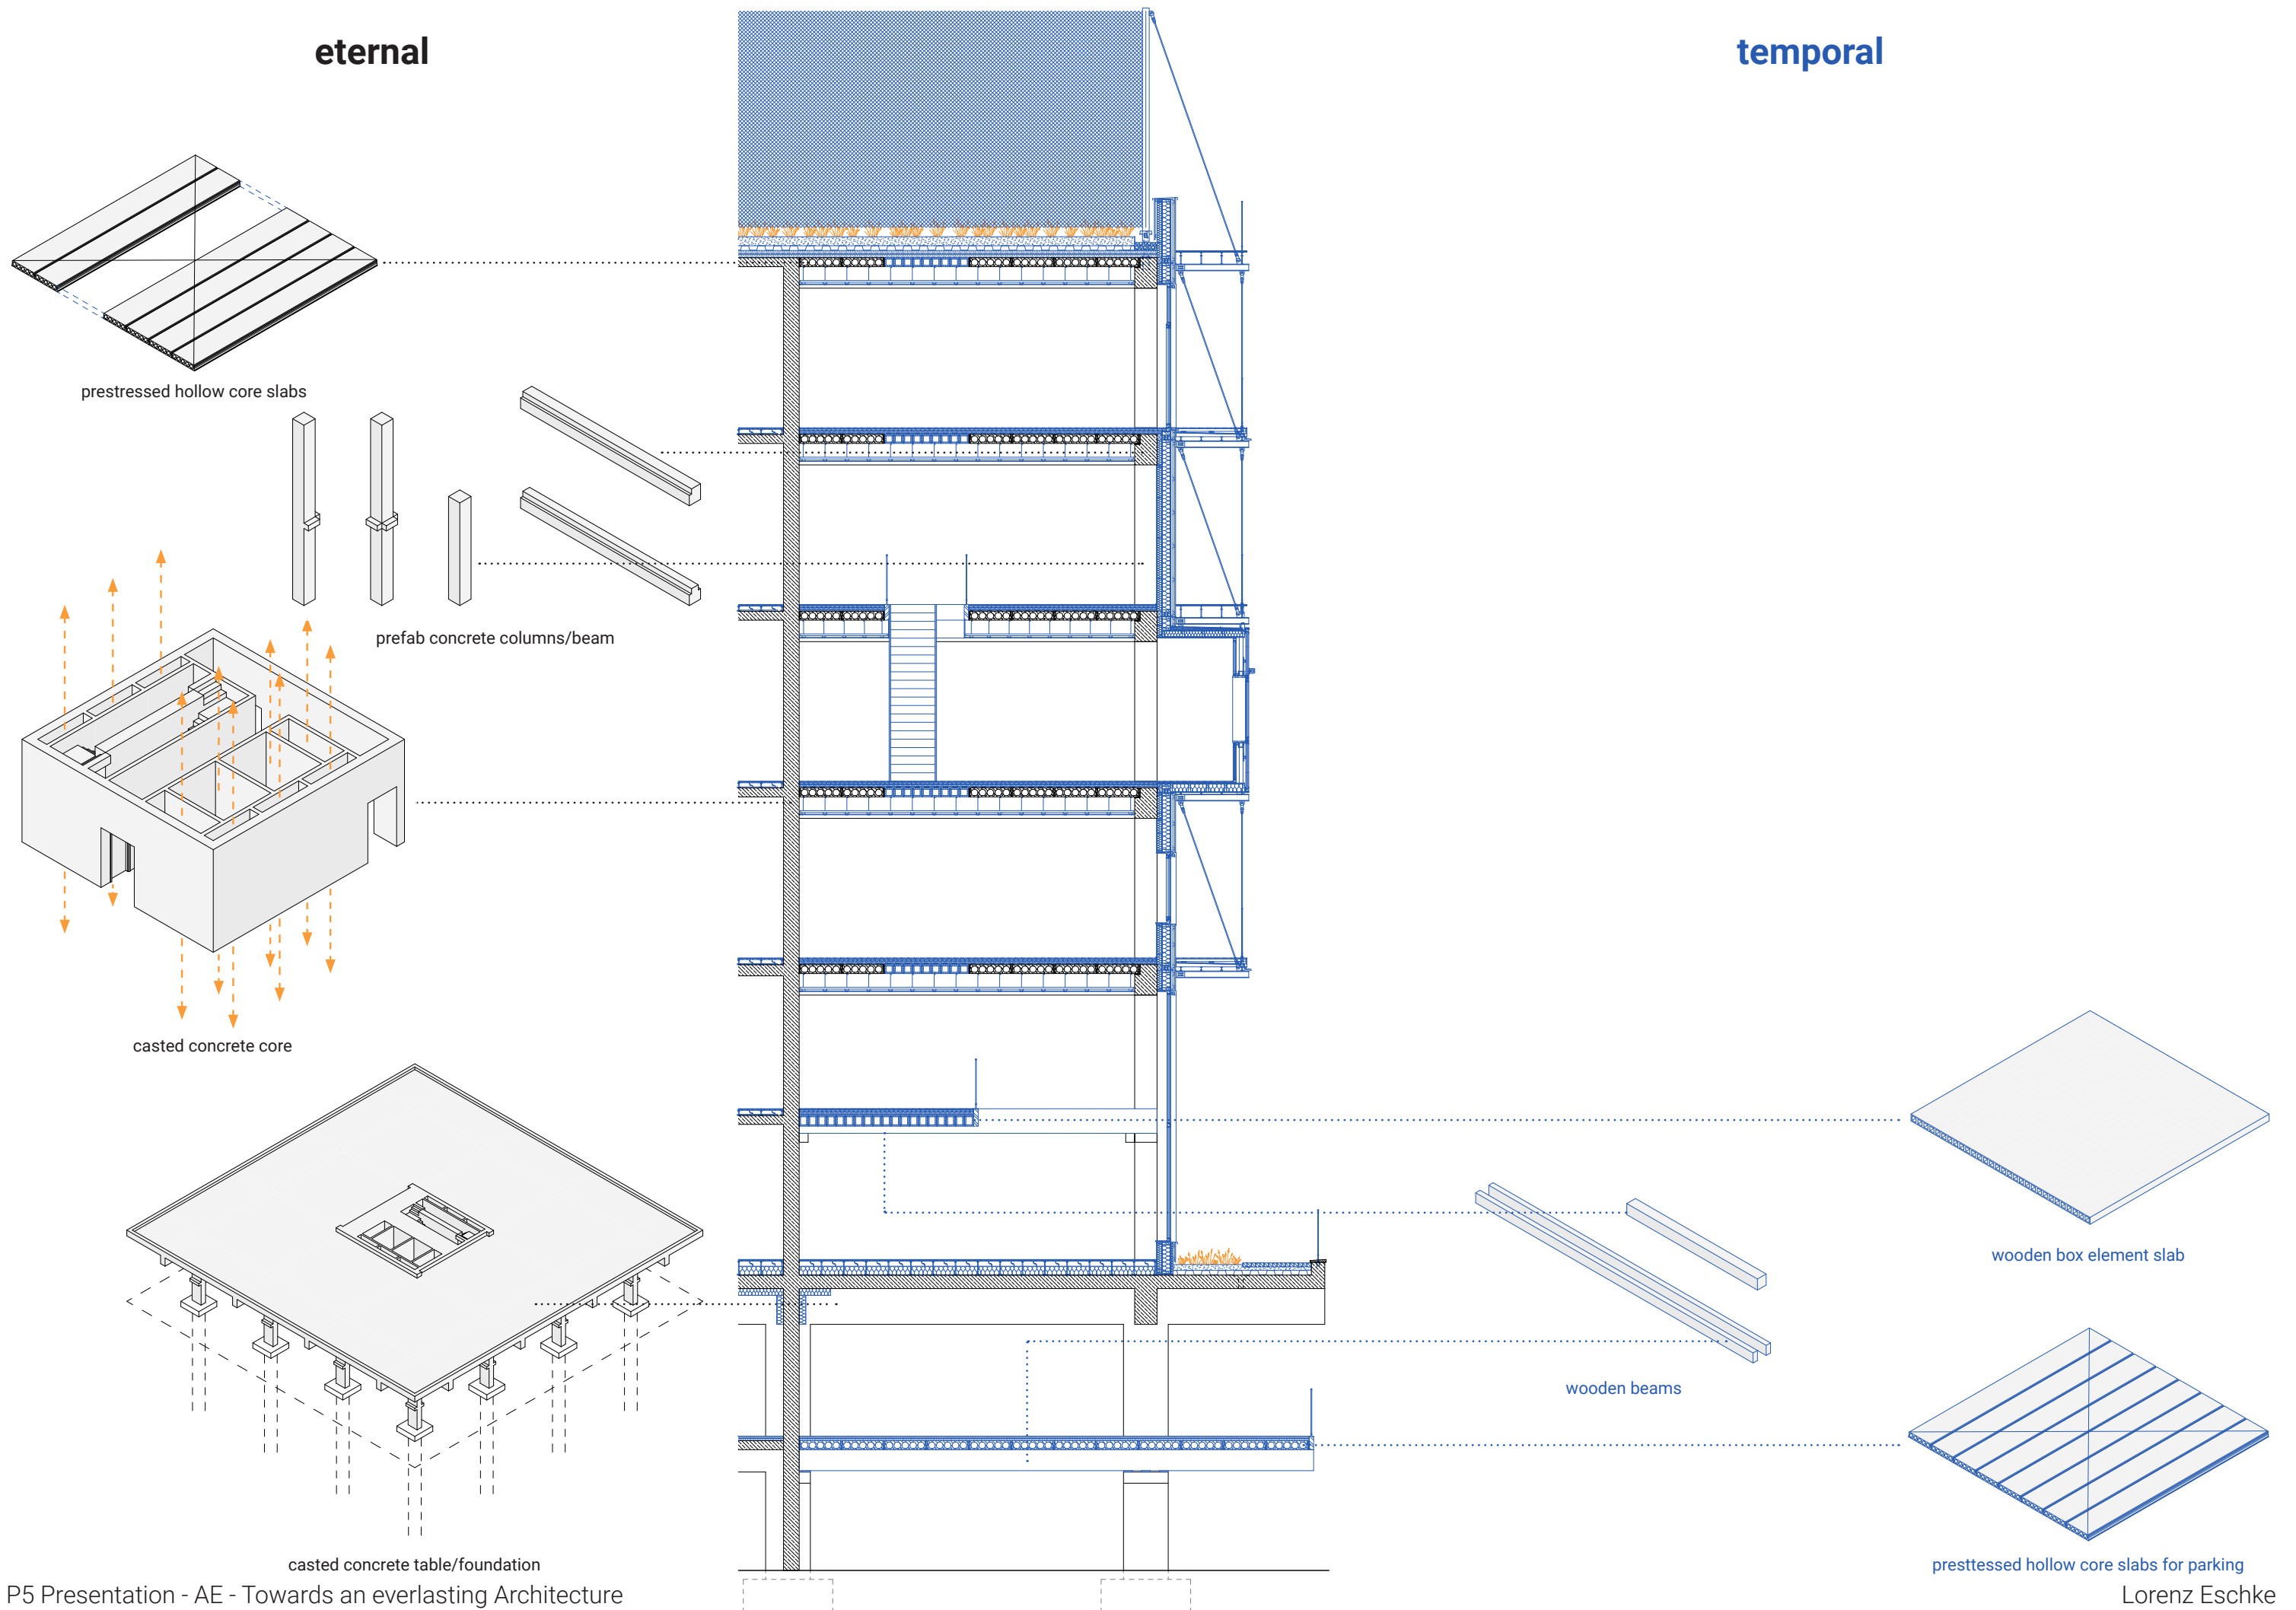 eternal
temporal
prestressed hollow core slabs
prefab concrete columns/beam
casted concrete core
wooden box element slab
wooden beams
casted concrete table/foundation
presttessed hollow core slabs for parking
P5 Presentation - AE - Towards an everlasting Architecture
Lorenz Eschke